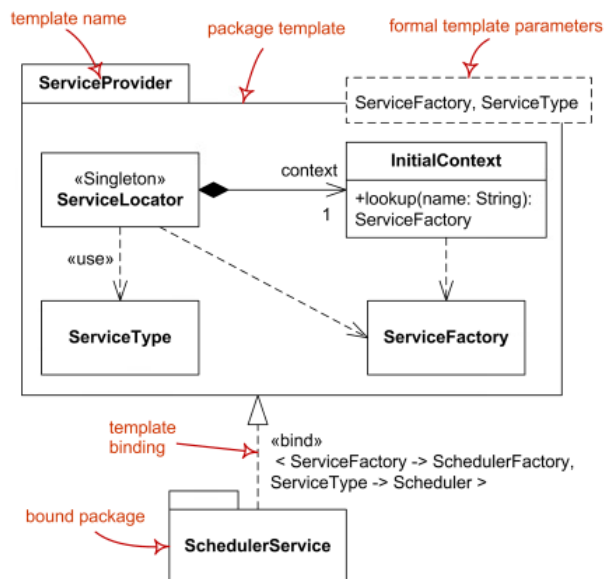 template name
package template
formal template parameters
ServiceProvider
ServiceFactory, ServiceType
«Singleton»
ServiceLocator
context
1
InitialContext
+lookup(name: String):
ServiceFactory
«use»
ServiceType
ServiceFactory
template
binding
«bind»
< ServiceFactory -> SchedulerFactory,
ServiceType -> Scheduler >
bound package
SchedulerService